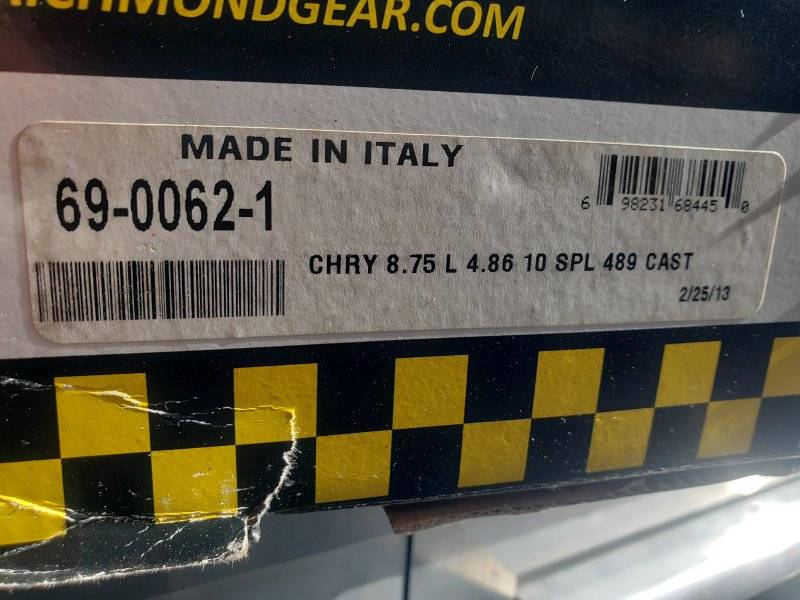 RICHMONDGEAR.COM
MADE IN ITALY
69-0062-1
6 98231 68445 0
CHRY 8.75 L 4.86 10 SPL 489 CAST
2/25/13